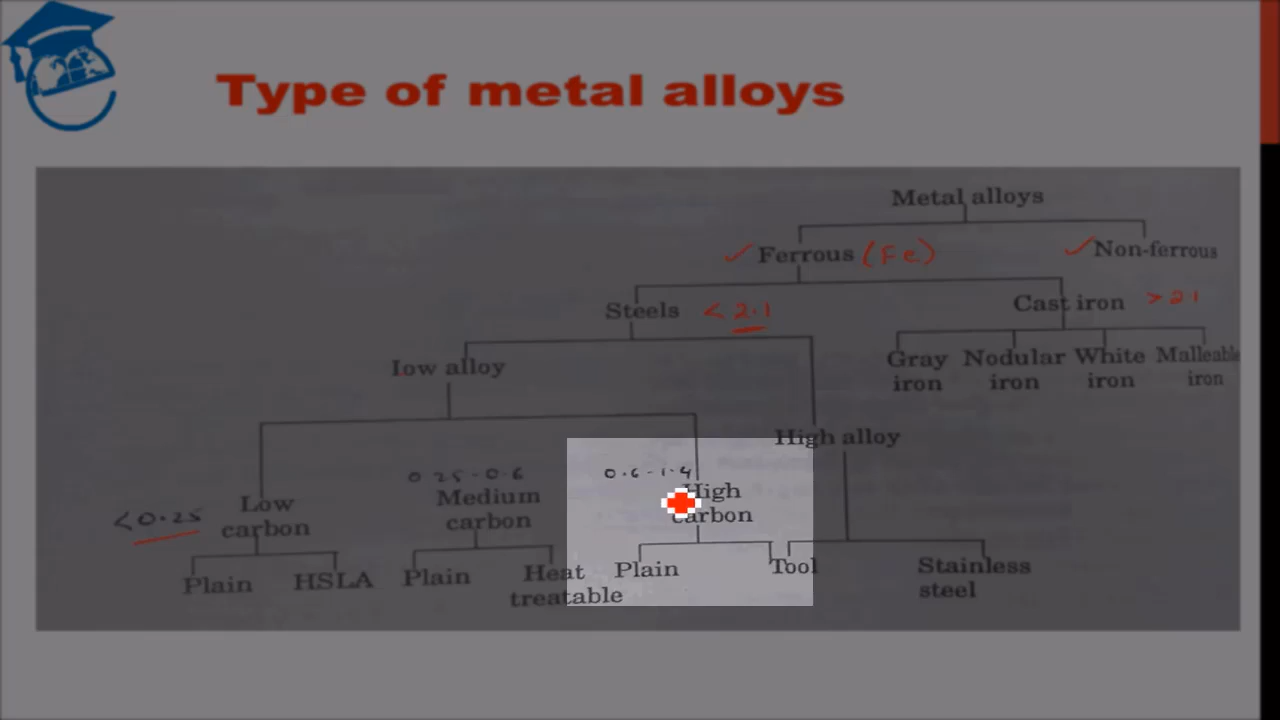 Type of metal alloys
Metal alloys
Ferrous (Fe)
Non-ferrous
Steels < 2.1
Cast iron > 2.1
Gray iron
Nodular iron
White iron
Malleable iron
Low alloy
High alloy
<0.25
Low carbon
0.25-0.6
Medium carbon
0.6-1.4
High carbon
Plain
HSLA
Plain
Heat treatable
Plain
Tool
Stainless steel